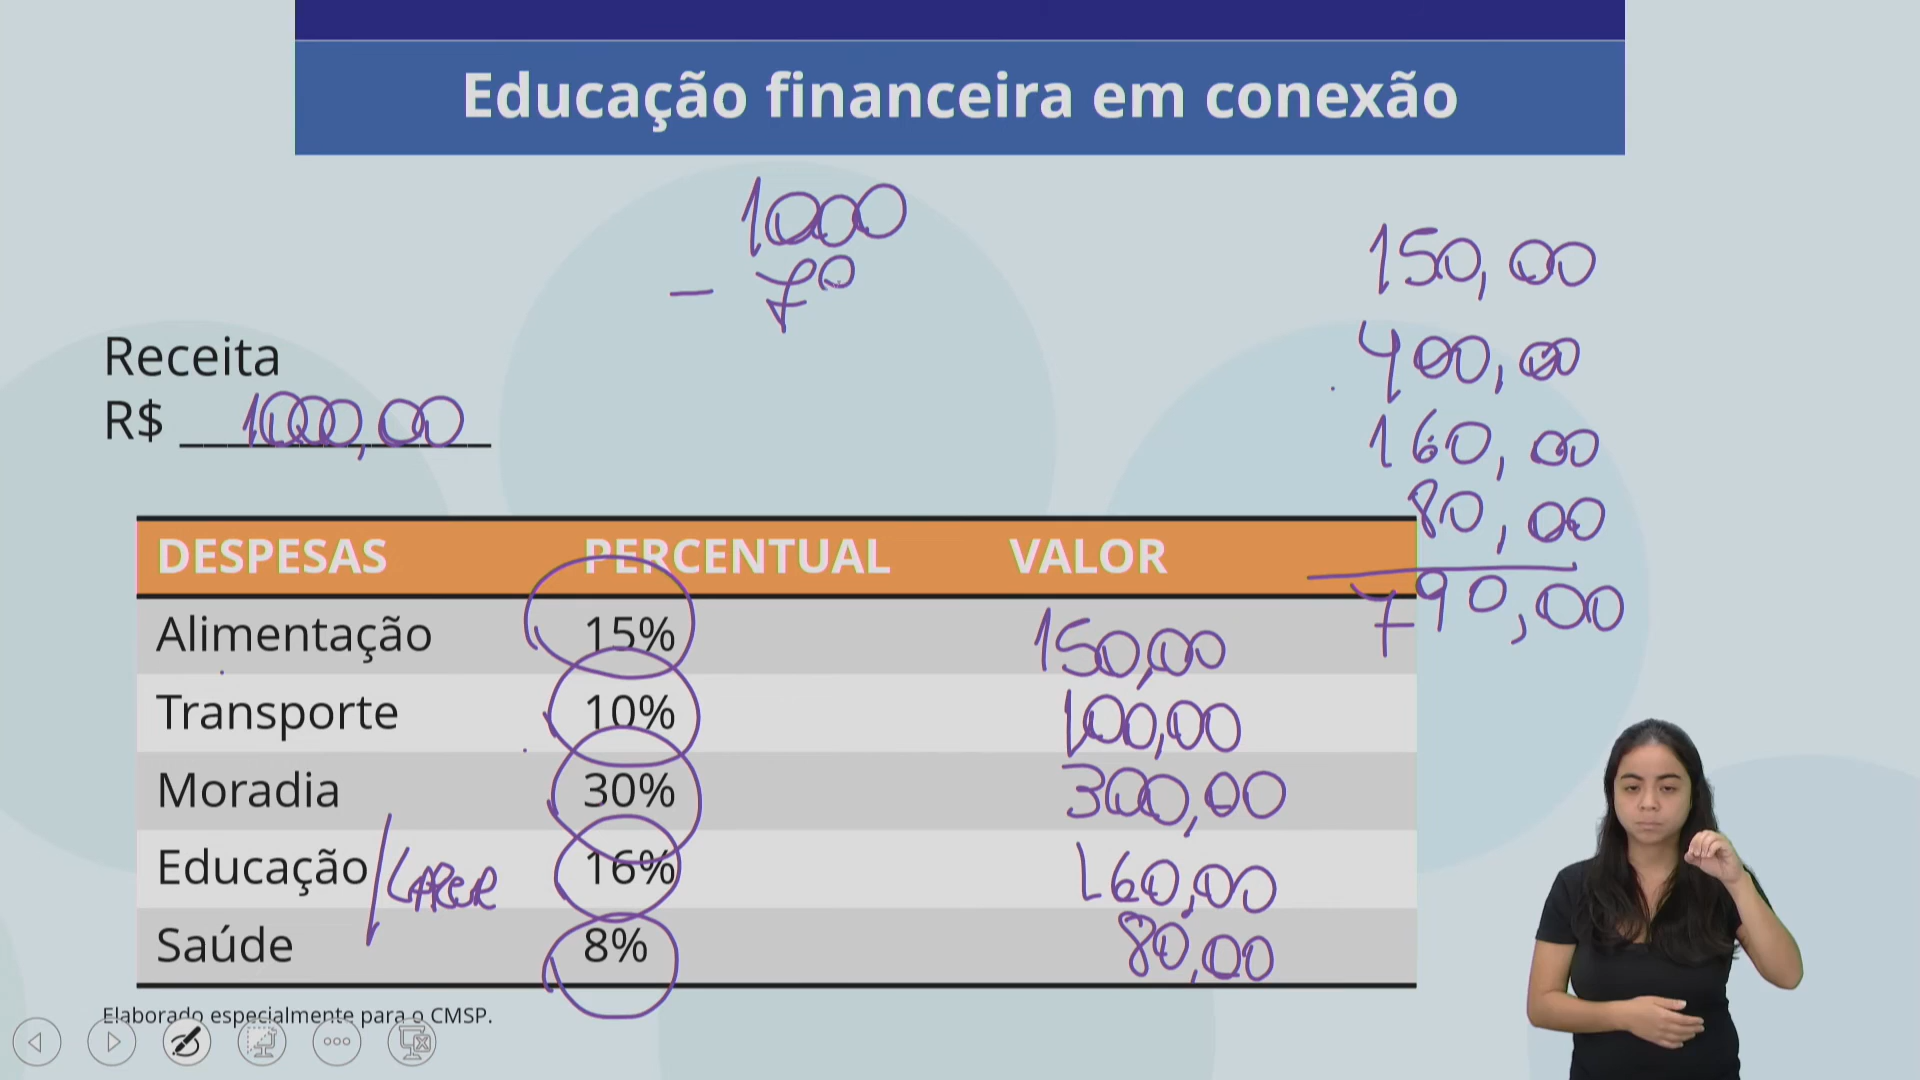 Educação financeira em conexão
1000
- 79
150,00
400,00
160,00
80,00
790,00
Receita
R$ 1000,00
DESPESAS PERCENTUAL VALOR
Alimentação 15% 150,00
Transporte 10% 100,00
Moradia 30% 300,00
Educação/LAZER 16% 160,00
Saúde 8% 80,00
Elaborado especialmente para o CMSP.